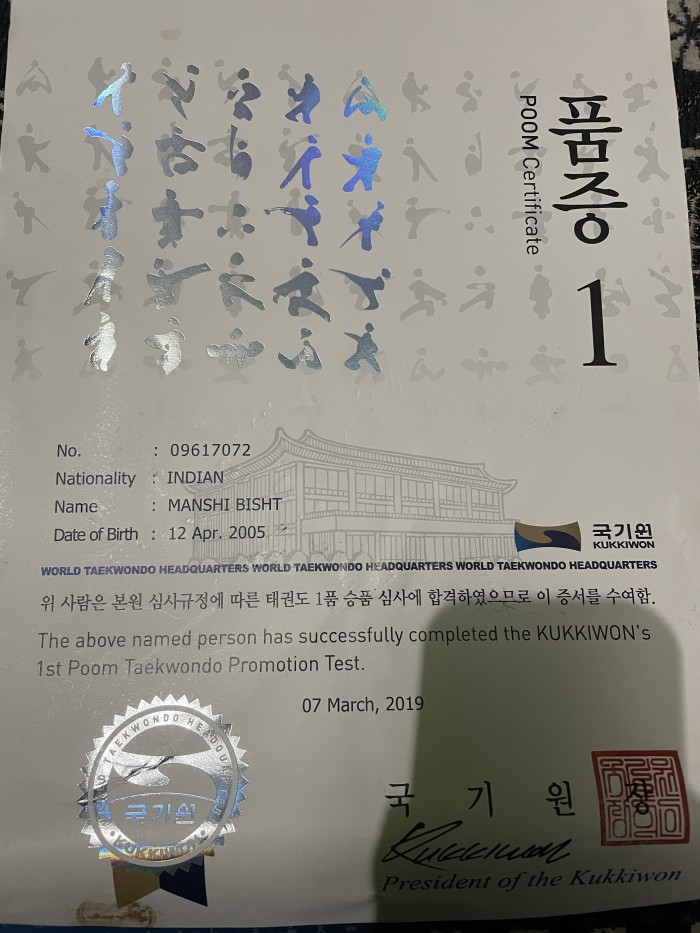 품증
POOM Certificate
1
No. : 09617072
Nationality : INDIAN
Name : MANSHI BISHT
Date of Birth : 12 Apr. 2005
국기원
KUKKIWON
WORLD TAEKWONDO HEADQUARTERS WORLD TAEKWONDO HEADQUARTERS WORLD TAEKWONDO HEADQUARTERS
위 사람은 본원 심사규정에 따른 태권도 1품 승품 심사에 합격하였으므로 이 증서를 수여함.
The above named person has successfully completed the KUKKIWON's
1st Poom Taekwondo Promotion Test.
07 March, 2019
WORLD TAEKWONDO HEADQUARTERS
국기원
KUKKIWON
국 기 원 장
Kukkiwon
President of the Kukkiwon